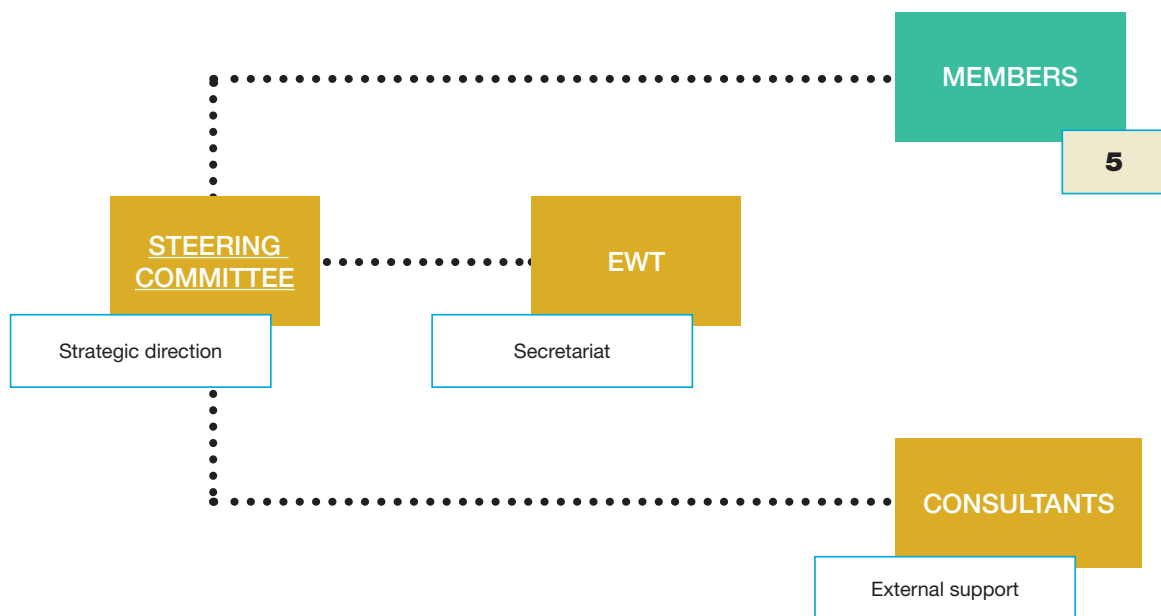 MEMBERS
5
STEERING
COMMITTEE
Strategic direction
EWT
Secretariat
CONSULTANTS
External support